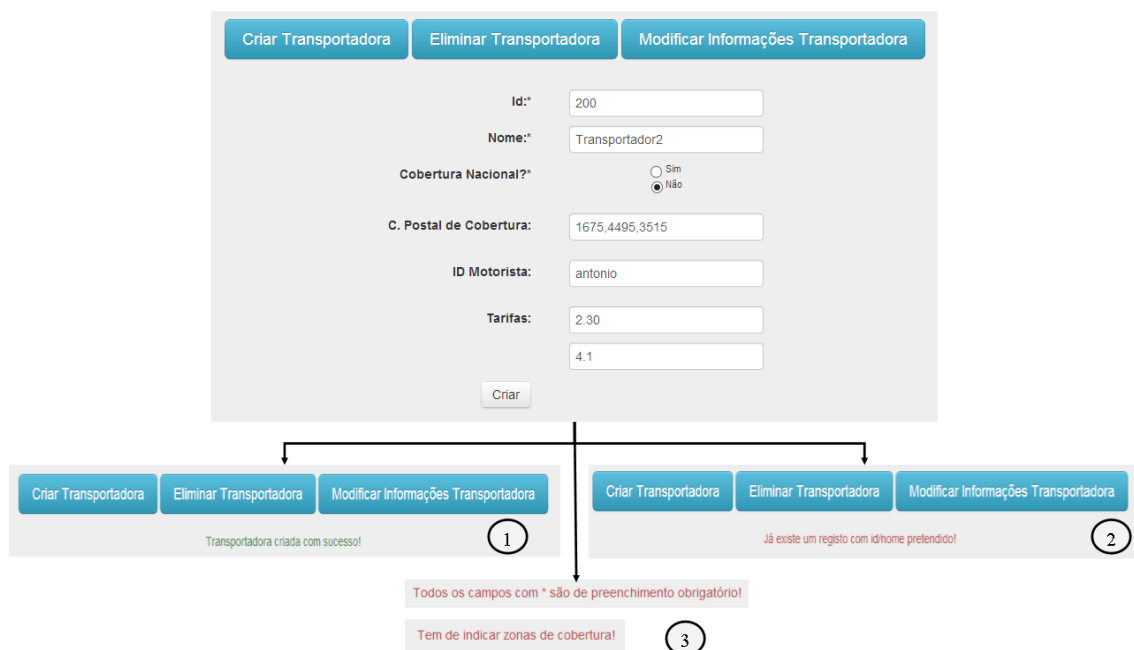 Criar Transportadora Eliminar Transportadora Modificar Informações Transportadora
Id:* 200
Nome:* Transportador2
Cobertura Nacional?* Sim
Não
C. Postal de Cobertura: 1675,4495,3515
ID Motorista: antonio
Tarifas: 2.30
4.1
Criar
Criar Transportadora Eliminar Transportadora Modificar Informações Transportadora
Transportadora criada com sucesso! 1
Criar Transportadora Eliminar Transportadora Modificar Informações Transportadora
Já existe um registo com id/nome pretendido! 2
Todos os campos com * são de preenchimento obrigatório!
Tem de indicar zonas de cobertura! 3